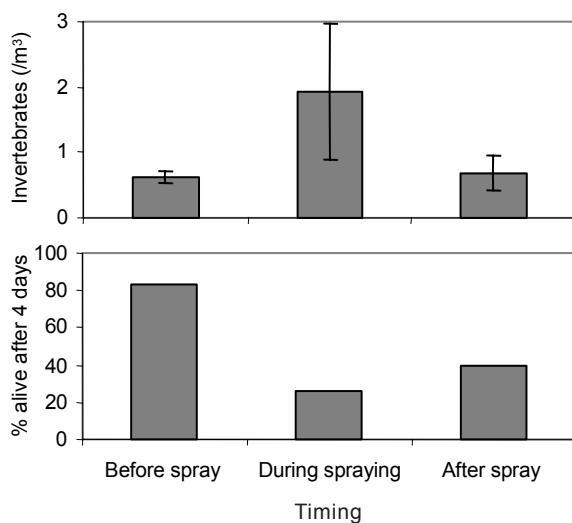 Invertebrates (/m³)
3
2
1
0
% alive after 4 days
100
80
60
40
20
0
Before spray During spraying After spray
Timing